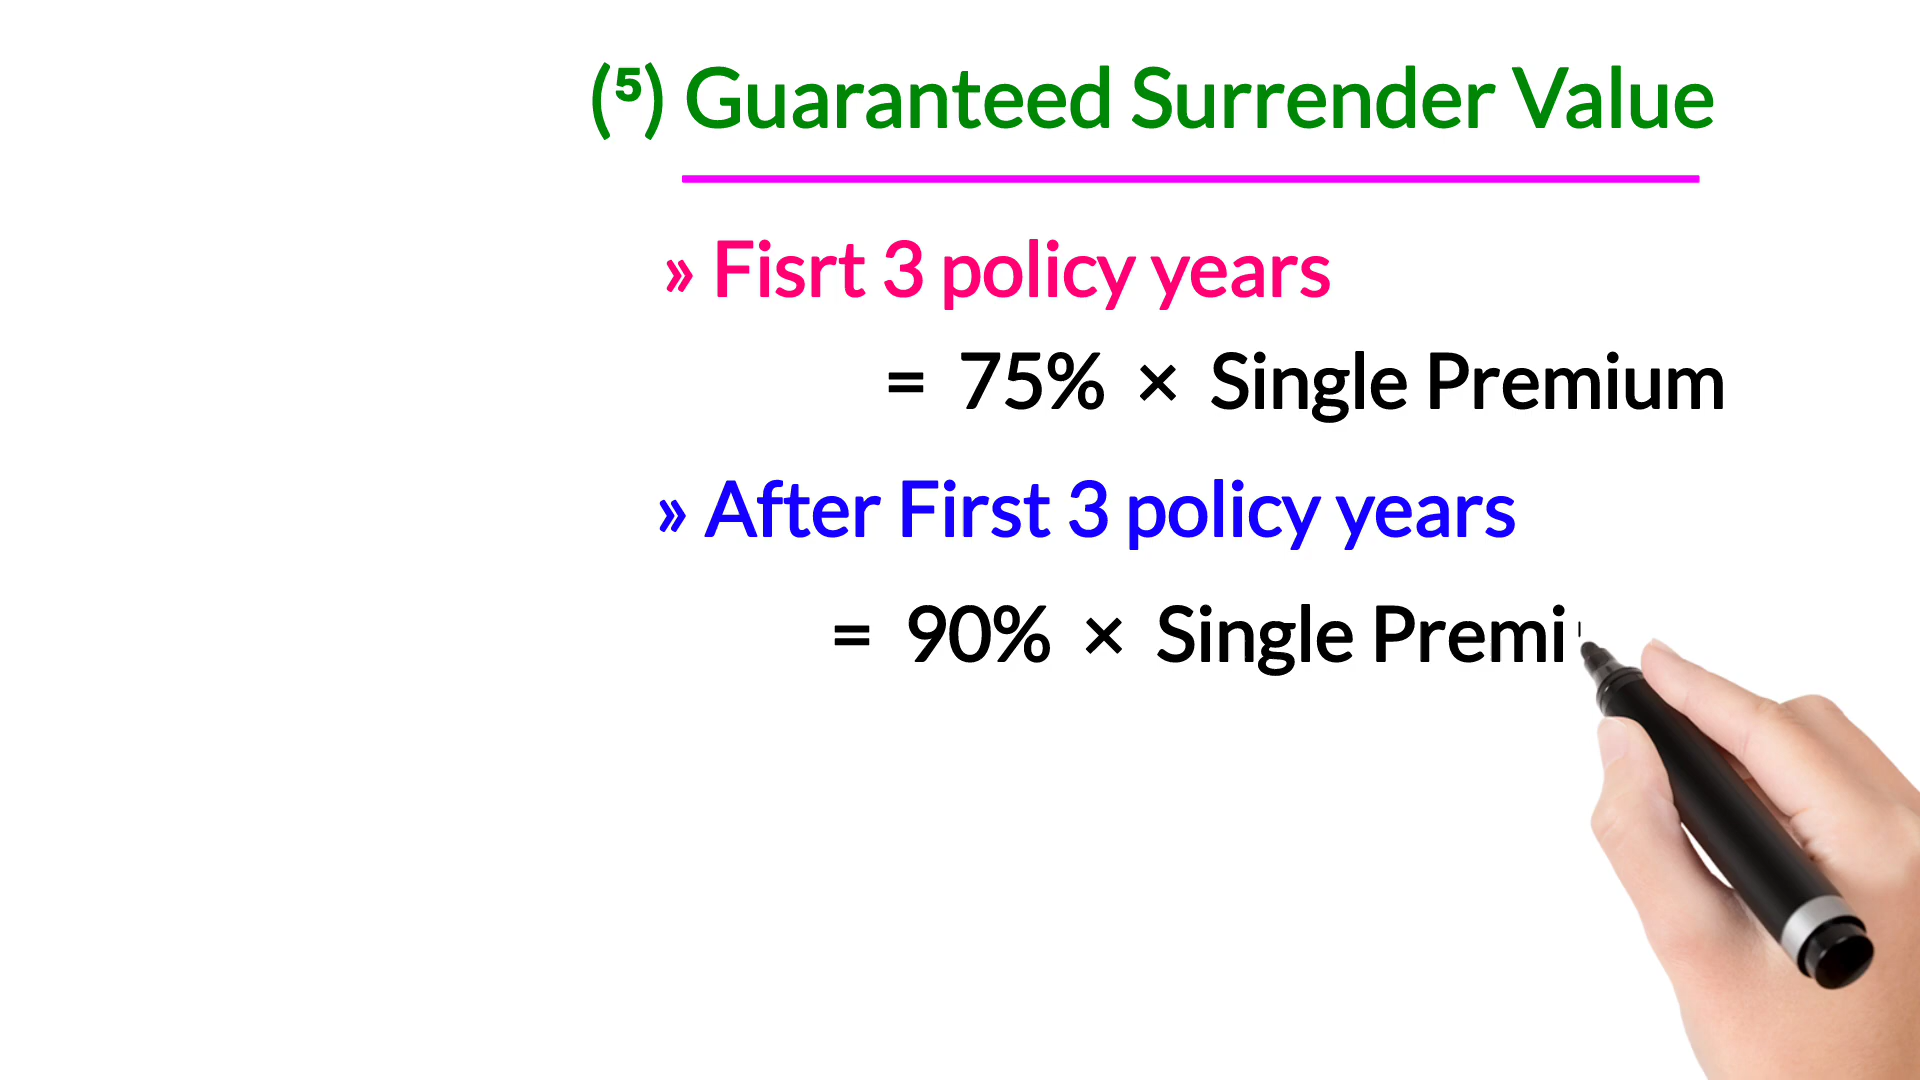 (⁵) Guaranteed Surrender Value
» Fisrt 3 policy years
= 75% × Single Premium
» After First 3 policy years
= 90% × Single Premi